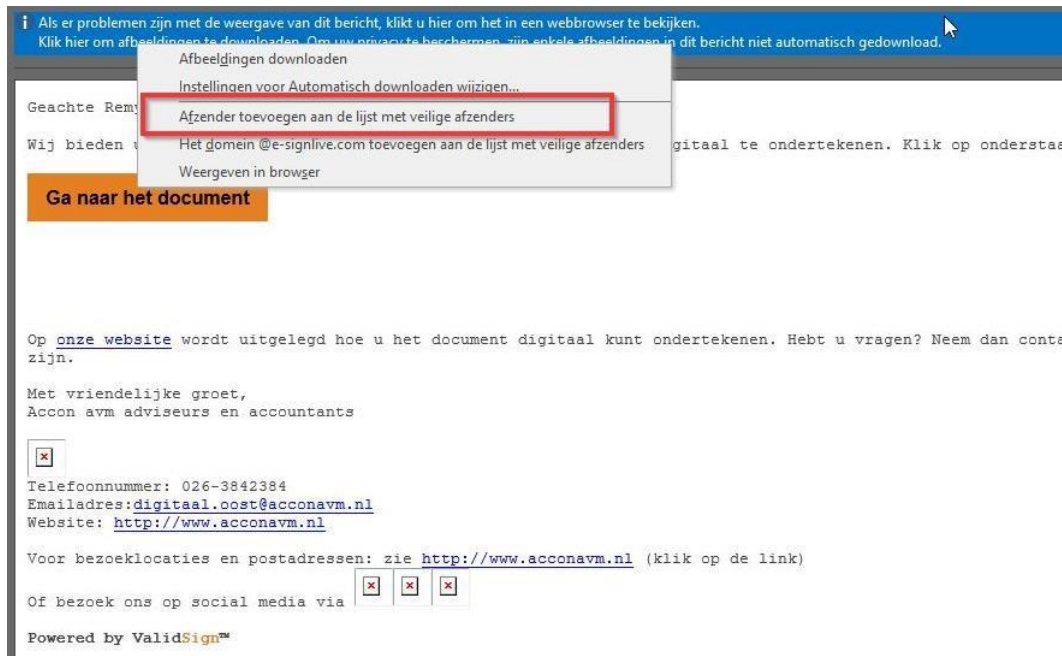 Als er problemen zijn met de weergave van dit bericht, klikt u hier om het in een webbrowser te bekijken.
Klik hier om afbeeldingen te downloaden. Om uw privacy te beschermen, zijn enkele afbeeldingen in dit bericht niet automatisch gedownload.
Afbeeldingen downloaden
Instellingen voor Automatisch downloaden wijzigen...
Afzender toevoegen aan de lijst met veilige afzenders
Het domein @e-signlive.com toevoegen aan de lijst met veilige afzenders
Weergeven in browser
Geachte Remy
Wij bieden gitaal te ondertekenen. Klik op
Ga naar het document
Op onze website wordt uitgelegd hoe u het document digitaal kunt ondertekenen. Hebt u vragen? Neem dan
zijn.
Met vriendelijke groet,
Accon avm adviseurs en accountants
Telefoonnummer: 026-3842384
Emailadres:digitaal.oost@acconavm.nl
Website: http://www.acconavm.nl
Voor bezoeklocaties en postadressen: zie http://www.acconavm.nl (klik op de link)
Of bezoek ons op social media via
Powered by ValidSign™